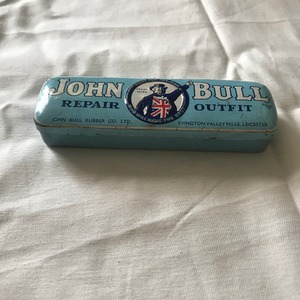 JOHN BULL
REPAIR OUTFIT
JOHN BULL RUBBER CO. LTD. EVINGTON VALLEY MILLS, LEICESTER